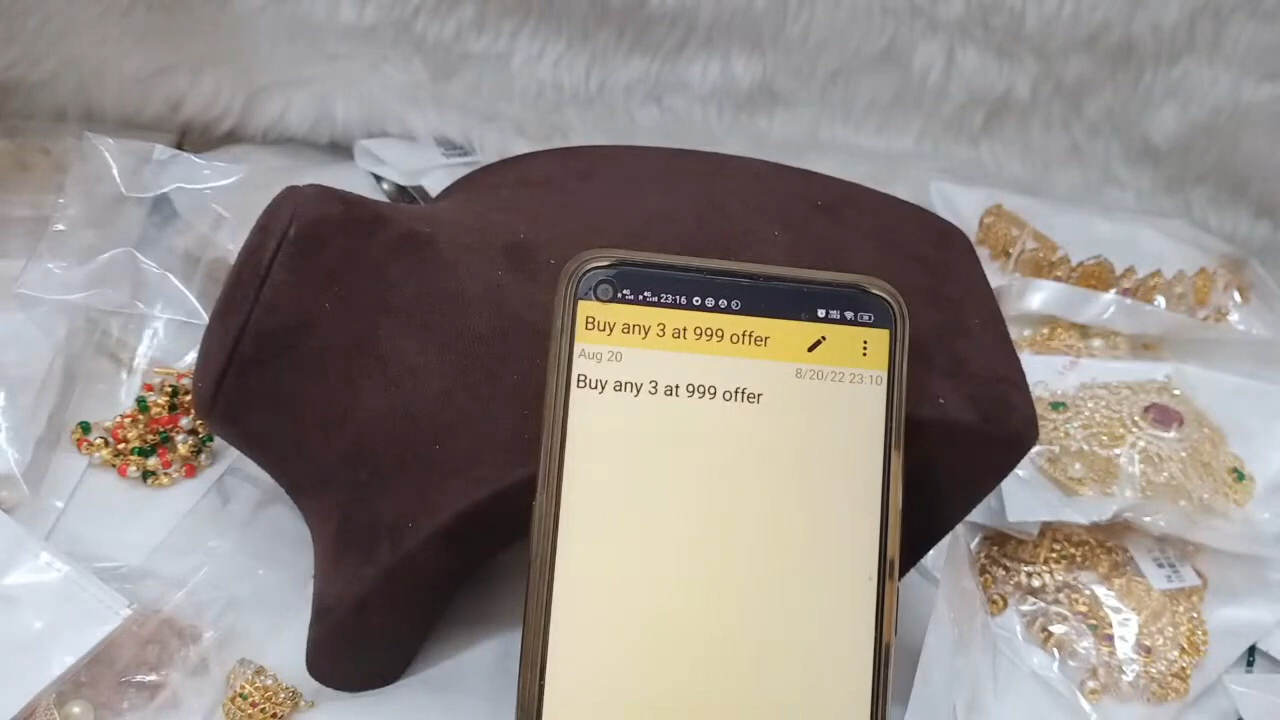 23:16
Buy any 3 at 999 offer
Aug 20
8/20/22 23:10
Buy any 3 at 999 offer